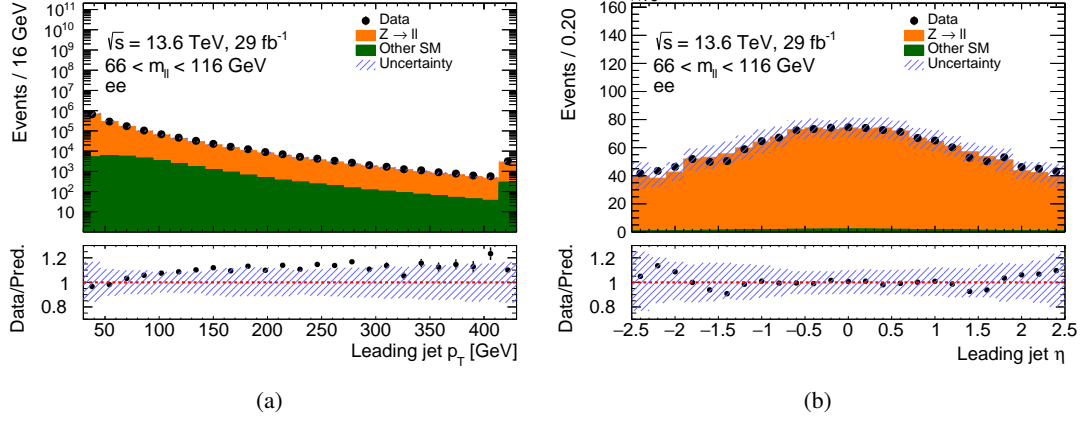 Events / 16 GeV
10¹¹
10¹⁰
10⁹
10⁸
10⁷
10⁶
10⁵
10⁴
10³
10²
10
√s = 13.6 TeV, 29 fb⁻¹
66 < m_ll < 116 GeV
ee
Data
Z → ll
Other SM
Uncertainty
Data/Pred.
1.2
1
0.8
50 100 150 200 250 300 350 400
Leading jet p_T [GeV]
(a)
Events / 0.20
160
140
120
100
80
60
40
20
0
√s = 13.6 TeV, 29 fb⁻¹
66 < m_ll < 116 GeV
ee
Data
Z → ll
Other SM
Uncertainty
Data/Pred.
1.2
1
0.8
−2.5 −2 −1.5 −1 −0.5 0 0.5 1 1.5 2 2.5
Leading jet η
(b)